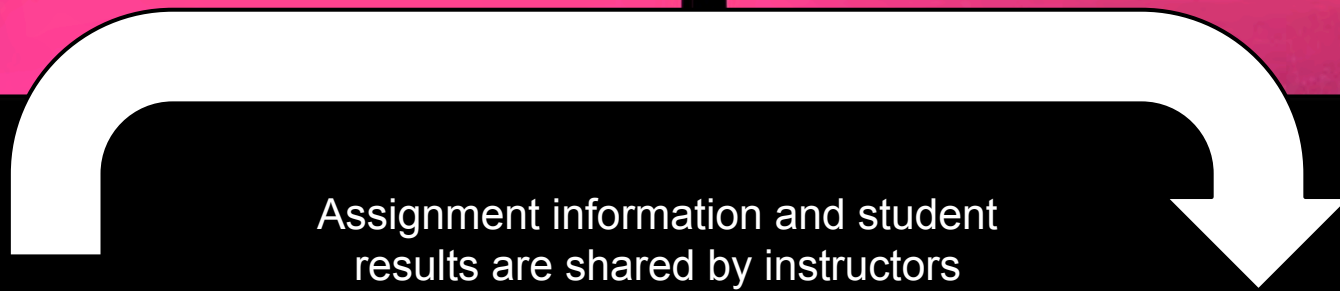 Assignment information and student
results are shared by instructors